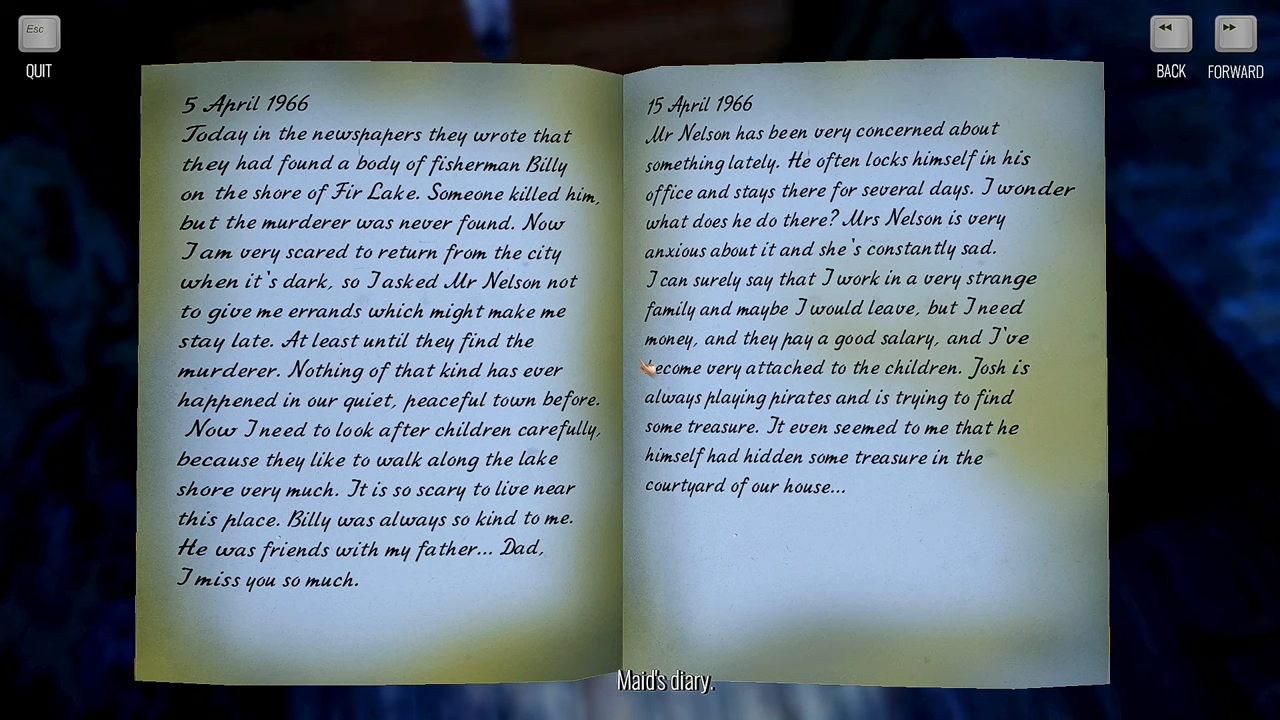 Esc
QUIT
BACK
FORWARD
5 April 1966
Today in the newspapers they wrote that
they had found a body of fisherman Billy
on the shore of Fir Lake. Someone killed him,
but the murderer was never found. Now
I am very scared to return from the city
when it's dark, so I asked Mr Nelson not
to give me errands which might make me
stay late. At least until they find the
murderer. Nothing of that kind has ever
happened in our quiet, peaceful town before.
Now I need to look after children carefully,
because they like to walk along the lake
shore very much. It is so scary to live near
this place. Billy was always so kind to me.
He was friends with my father... Dad,
I miss you so much.
15 April 1966
Mr Nelson has been very concerned about
something lately. He often locks himself in his
office and stays there for several days. I wonder
what does he do there? Mrs Nelson is very
anxious about it and she's constantly sad.
I can surely say that I work in a very strange
family and maybe I would leave, but I need
money, and they pay a good salary, and I've
become very attached to the children. Josh is
always playing pirates and is trying to find
some treasure. It even seemed to me that he
himself had hidden some treasure in the
courtyard of our house...
Maid's diary.